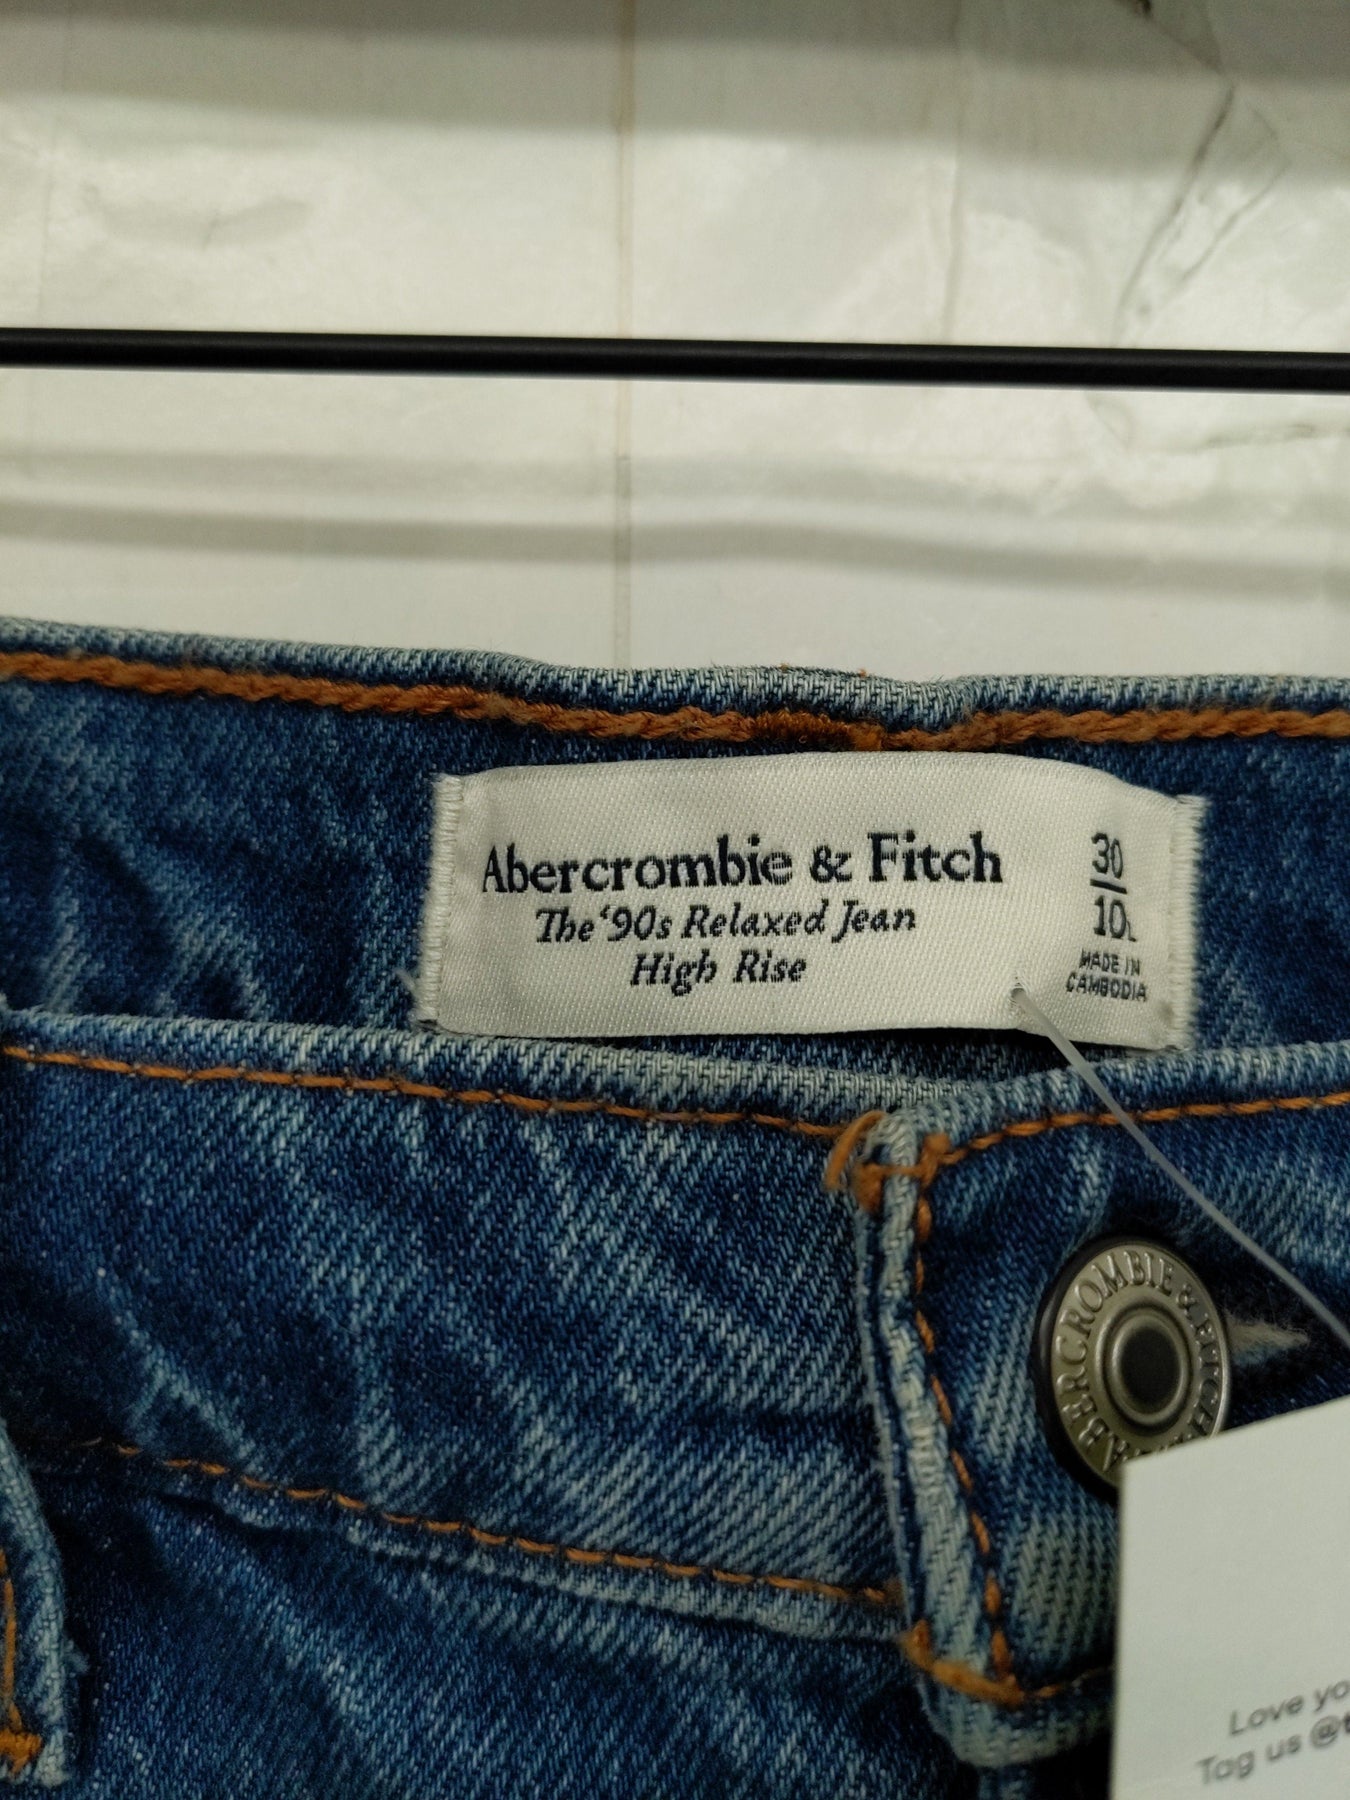 Abercrombie & Fitch
The '90s Relaxed Jean
High Rise
30
10L
MADE IN
CAMBODIA
ABERCROMBIE & FITCH
Love yo
Tag us @t